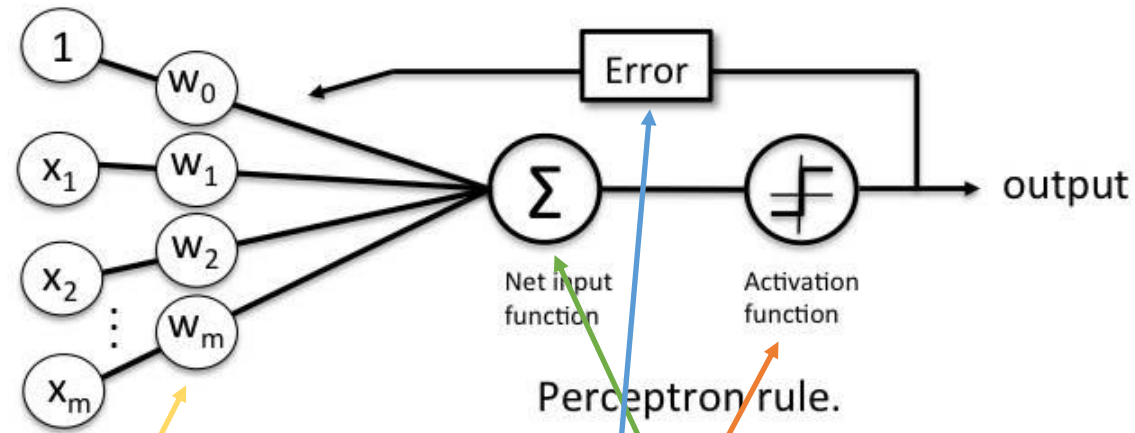 1
w₀
Error
x₁
w₁
Σ
output
x₂
w₂
Net input
function
Activation
function
⋮
wₘ
xₘ
Perceptron rule.